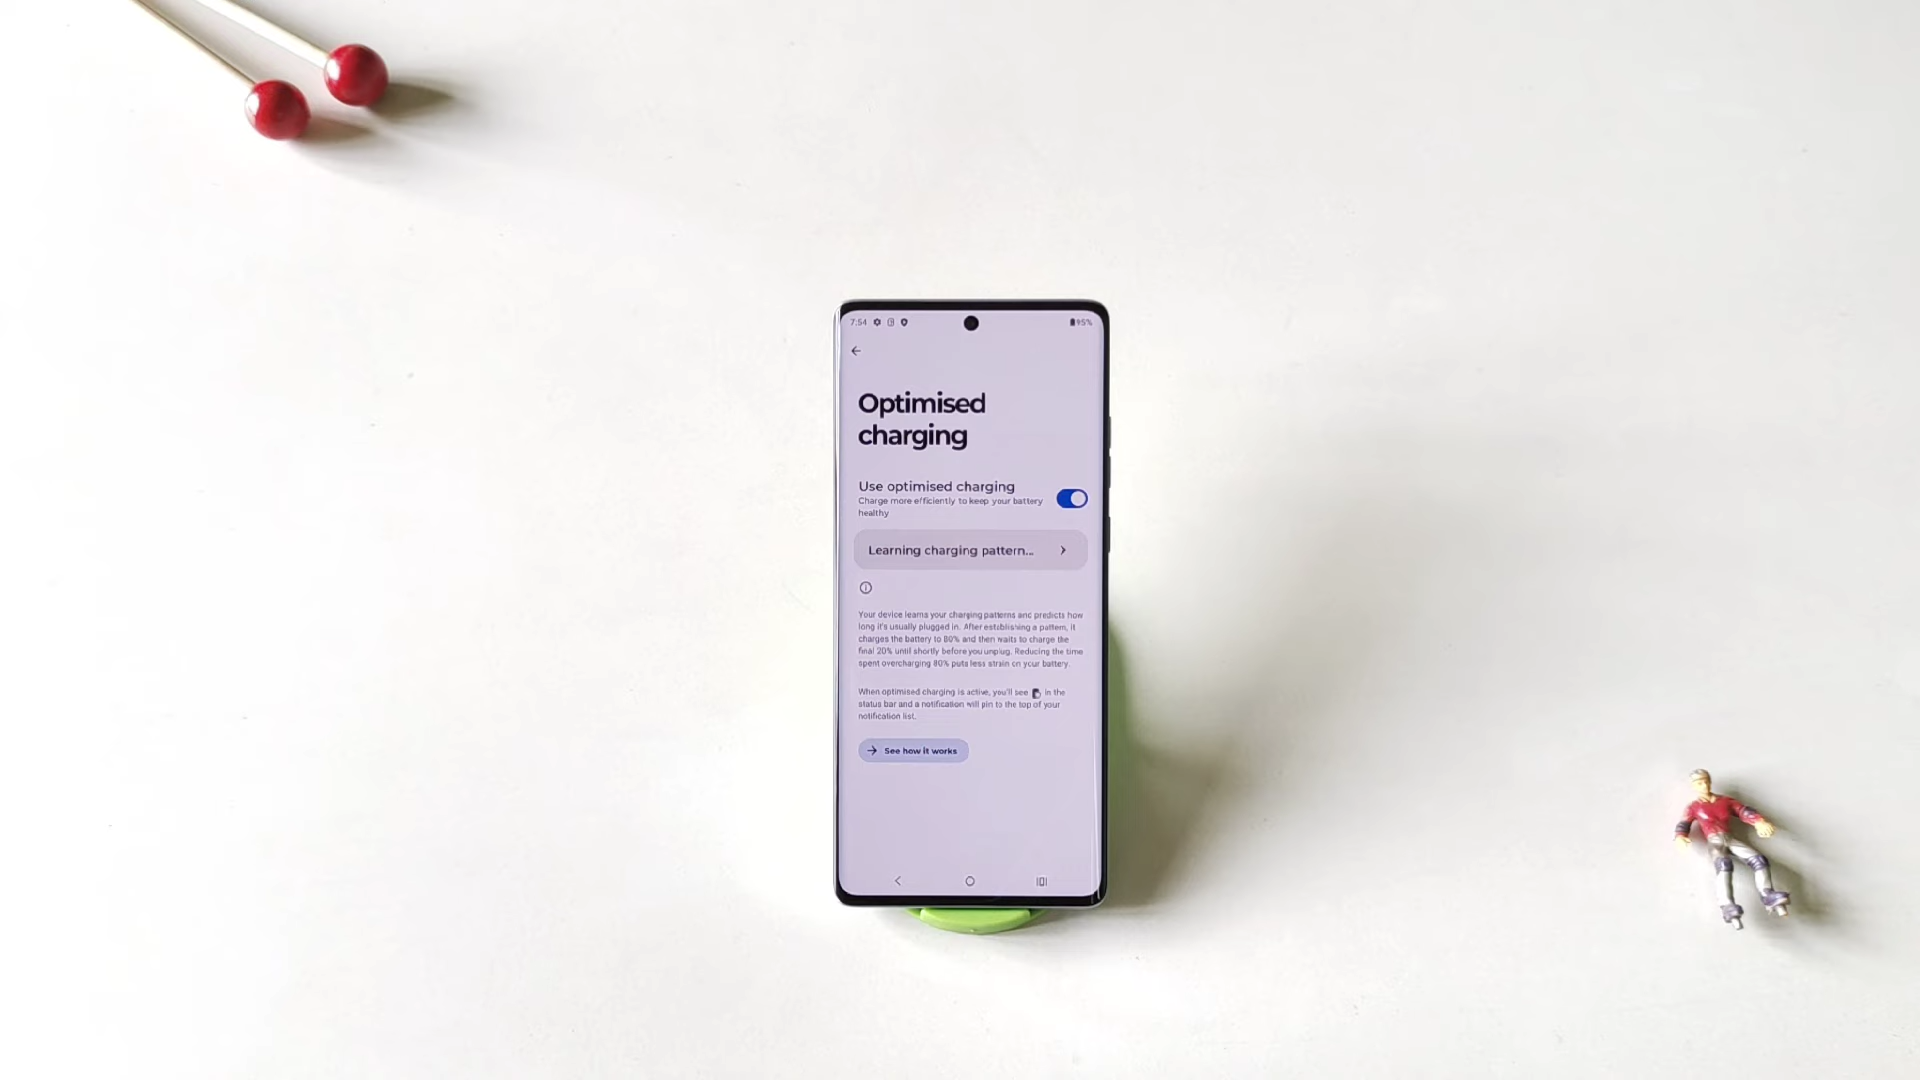 7:54
95%
Optimised
charging
Use optimised charging
Charge more efficiently to keep your battery
healthy
Learning charging pattern...
Your device learns your charging patterns and predicts how
long it's usually plugged in. After establishing a pattern, it
charges the battery to 80% and then waits to charge the
final 20% until shortly before you unplug. Reducing the time
spent overcharging 80% puts less strain on your battery.
When optimised charging is active, you'll see in the
status bar and a notification will pin to the top of your
notification list.
See how it works